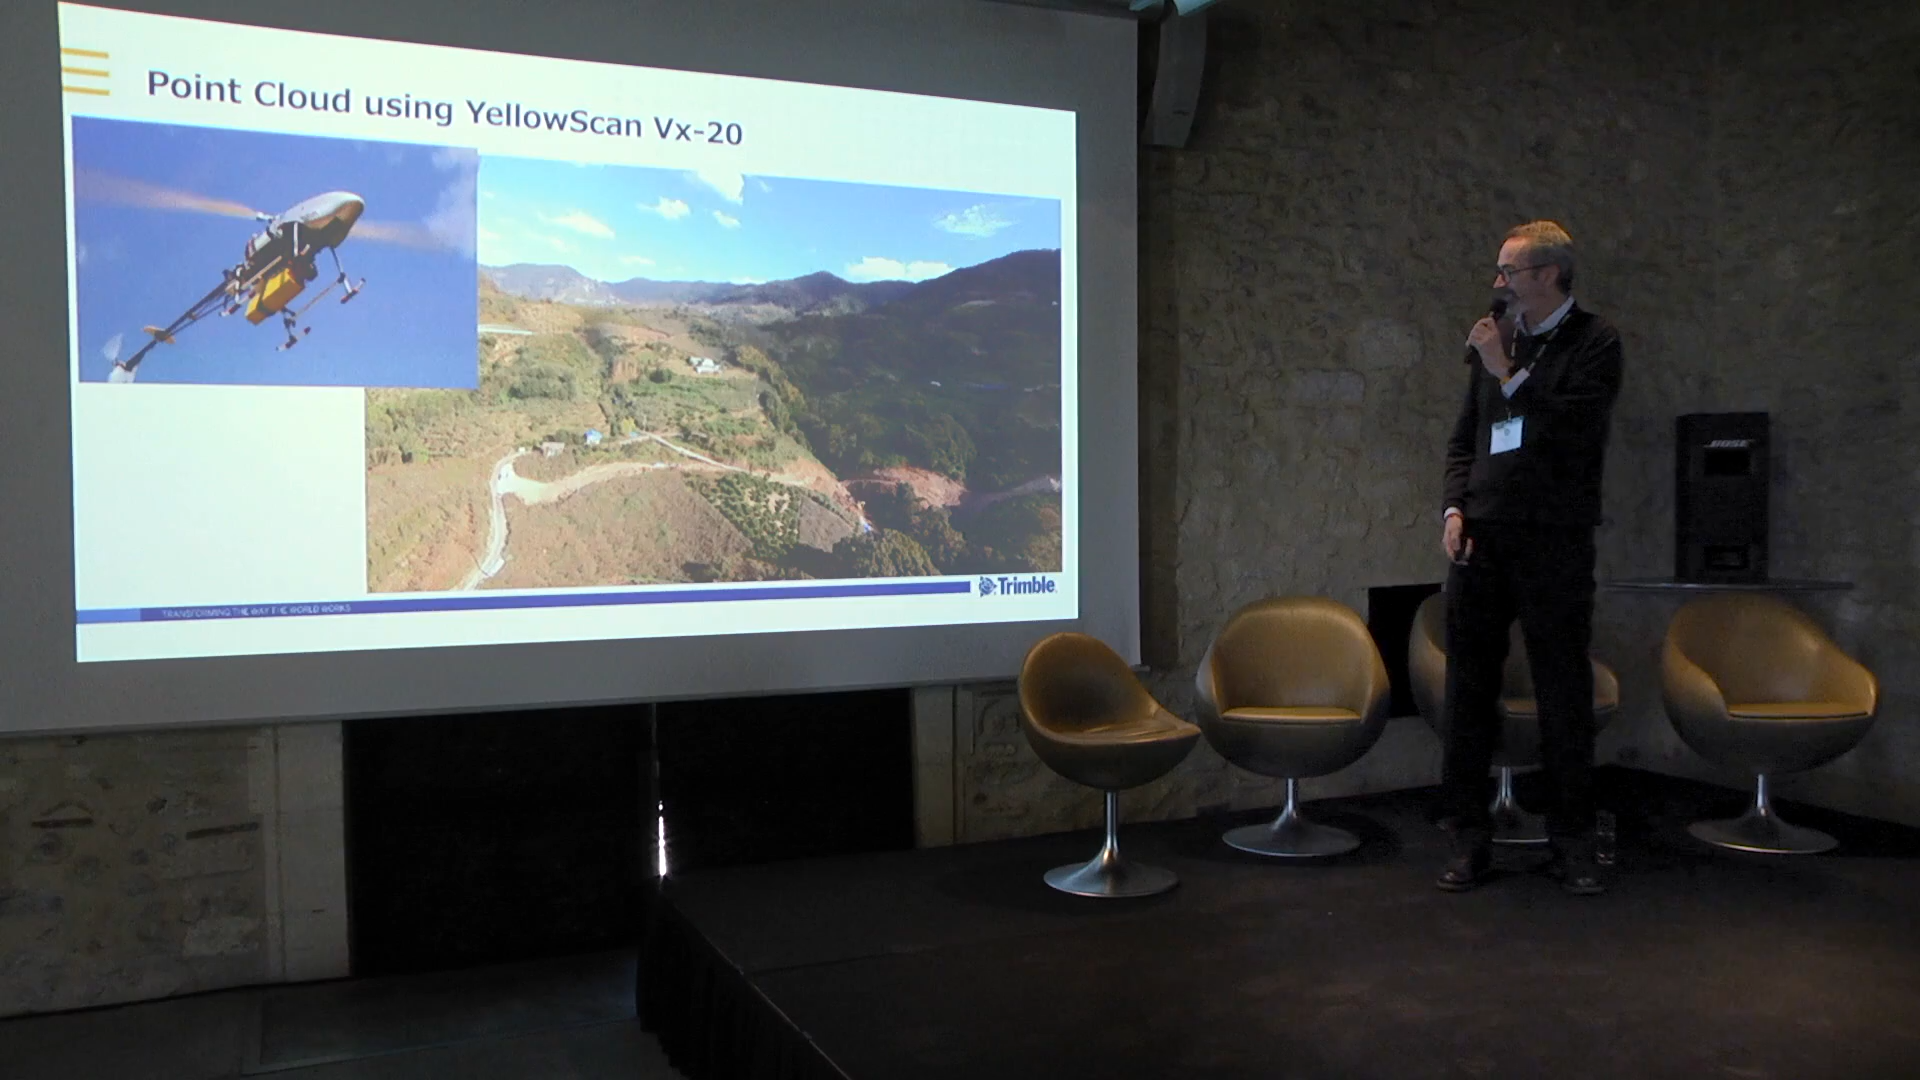 Point Cloud using YellowScan Vx-20
TRANSFORMING THE WAY THE WORLD WORKS
Trimble
BOSE